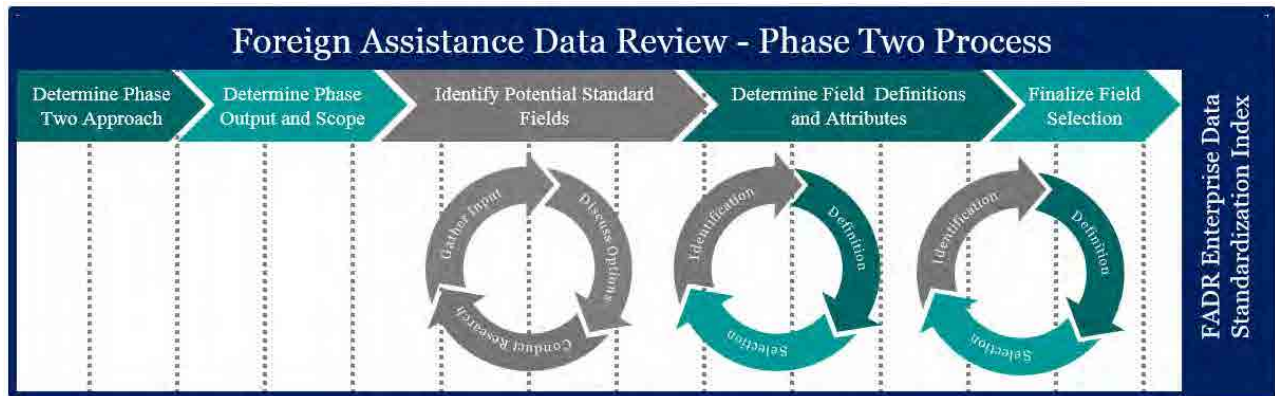 Foreign Assistance Data Review - Phase Two Process
Determine Phase
Two Approach
Determine Phase
Output and Scope
Identify Potential Standard
Fields
Determine Field Definitions
and Attributes
Finalize Field
Selection
Gather Input
Discuss Options
Conduct Research
Identification
Definition
Selection
Identification
Definition
Selection
FADR Enterprise Data
Standardization Index